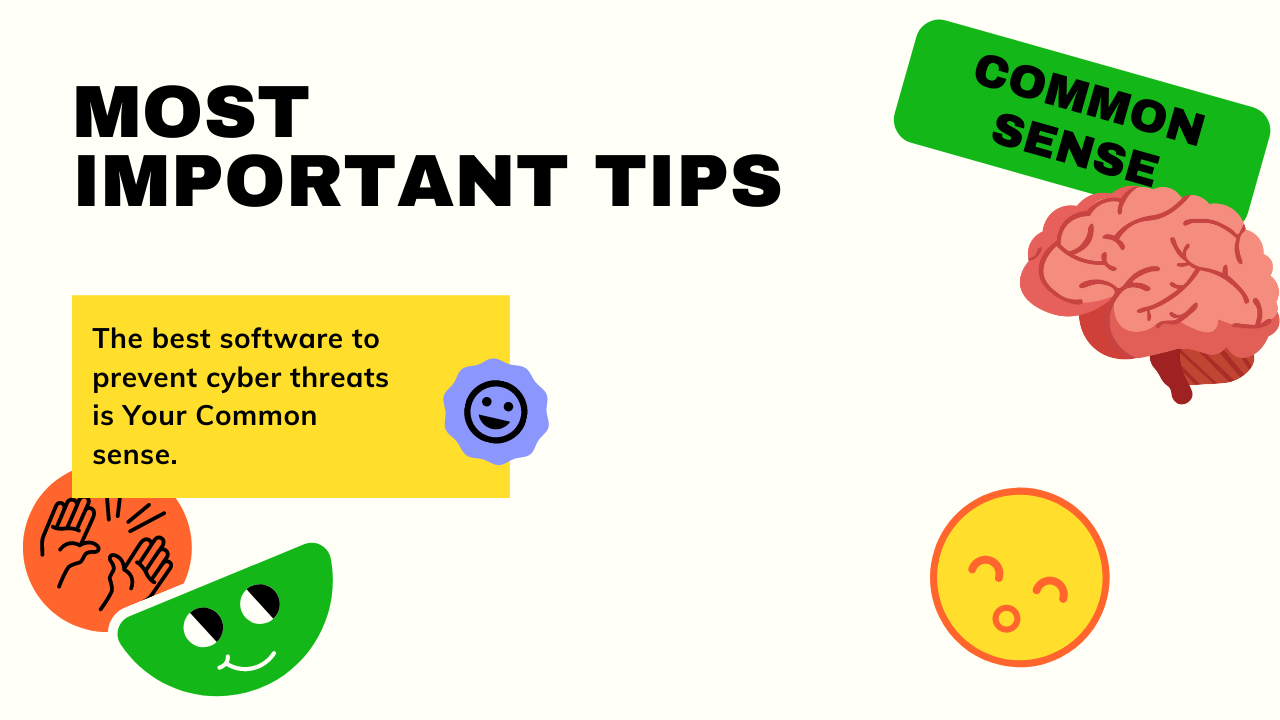 MOST
IMPORTANT TIPS
COMMON
SENSE
The best software to
prevent cyber threats
is Your Common
sense.